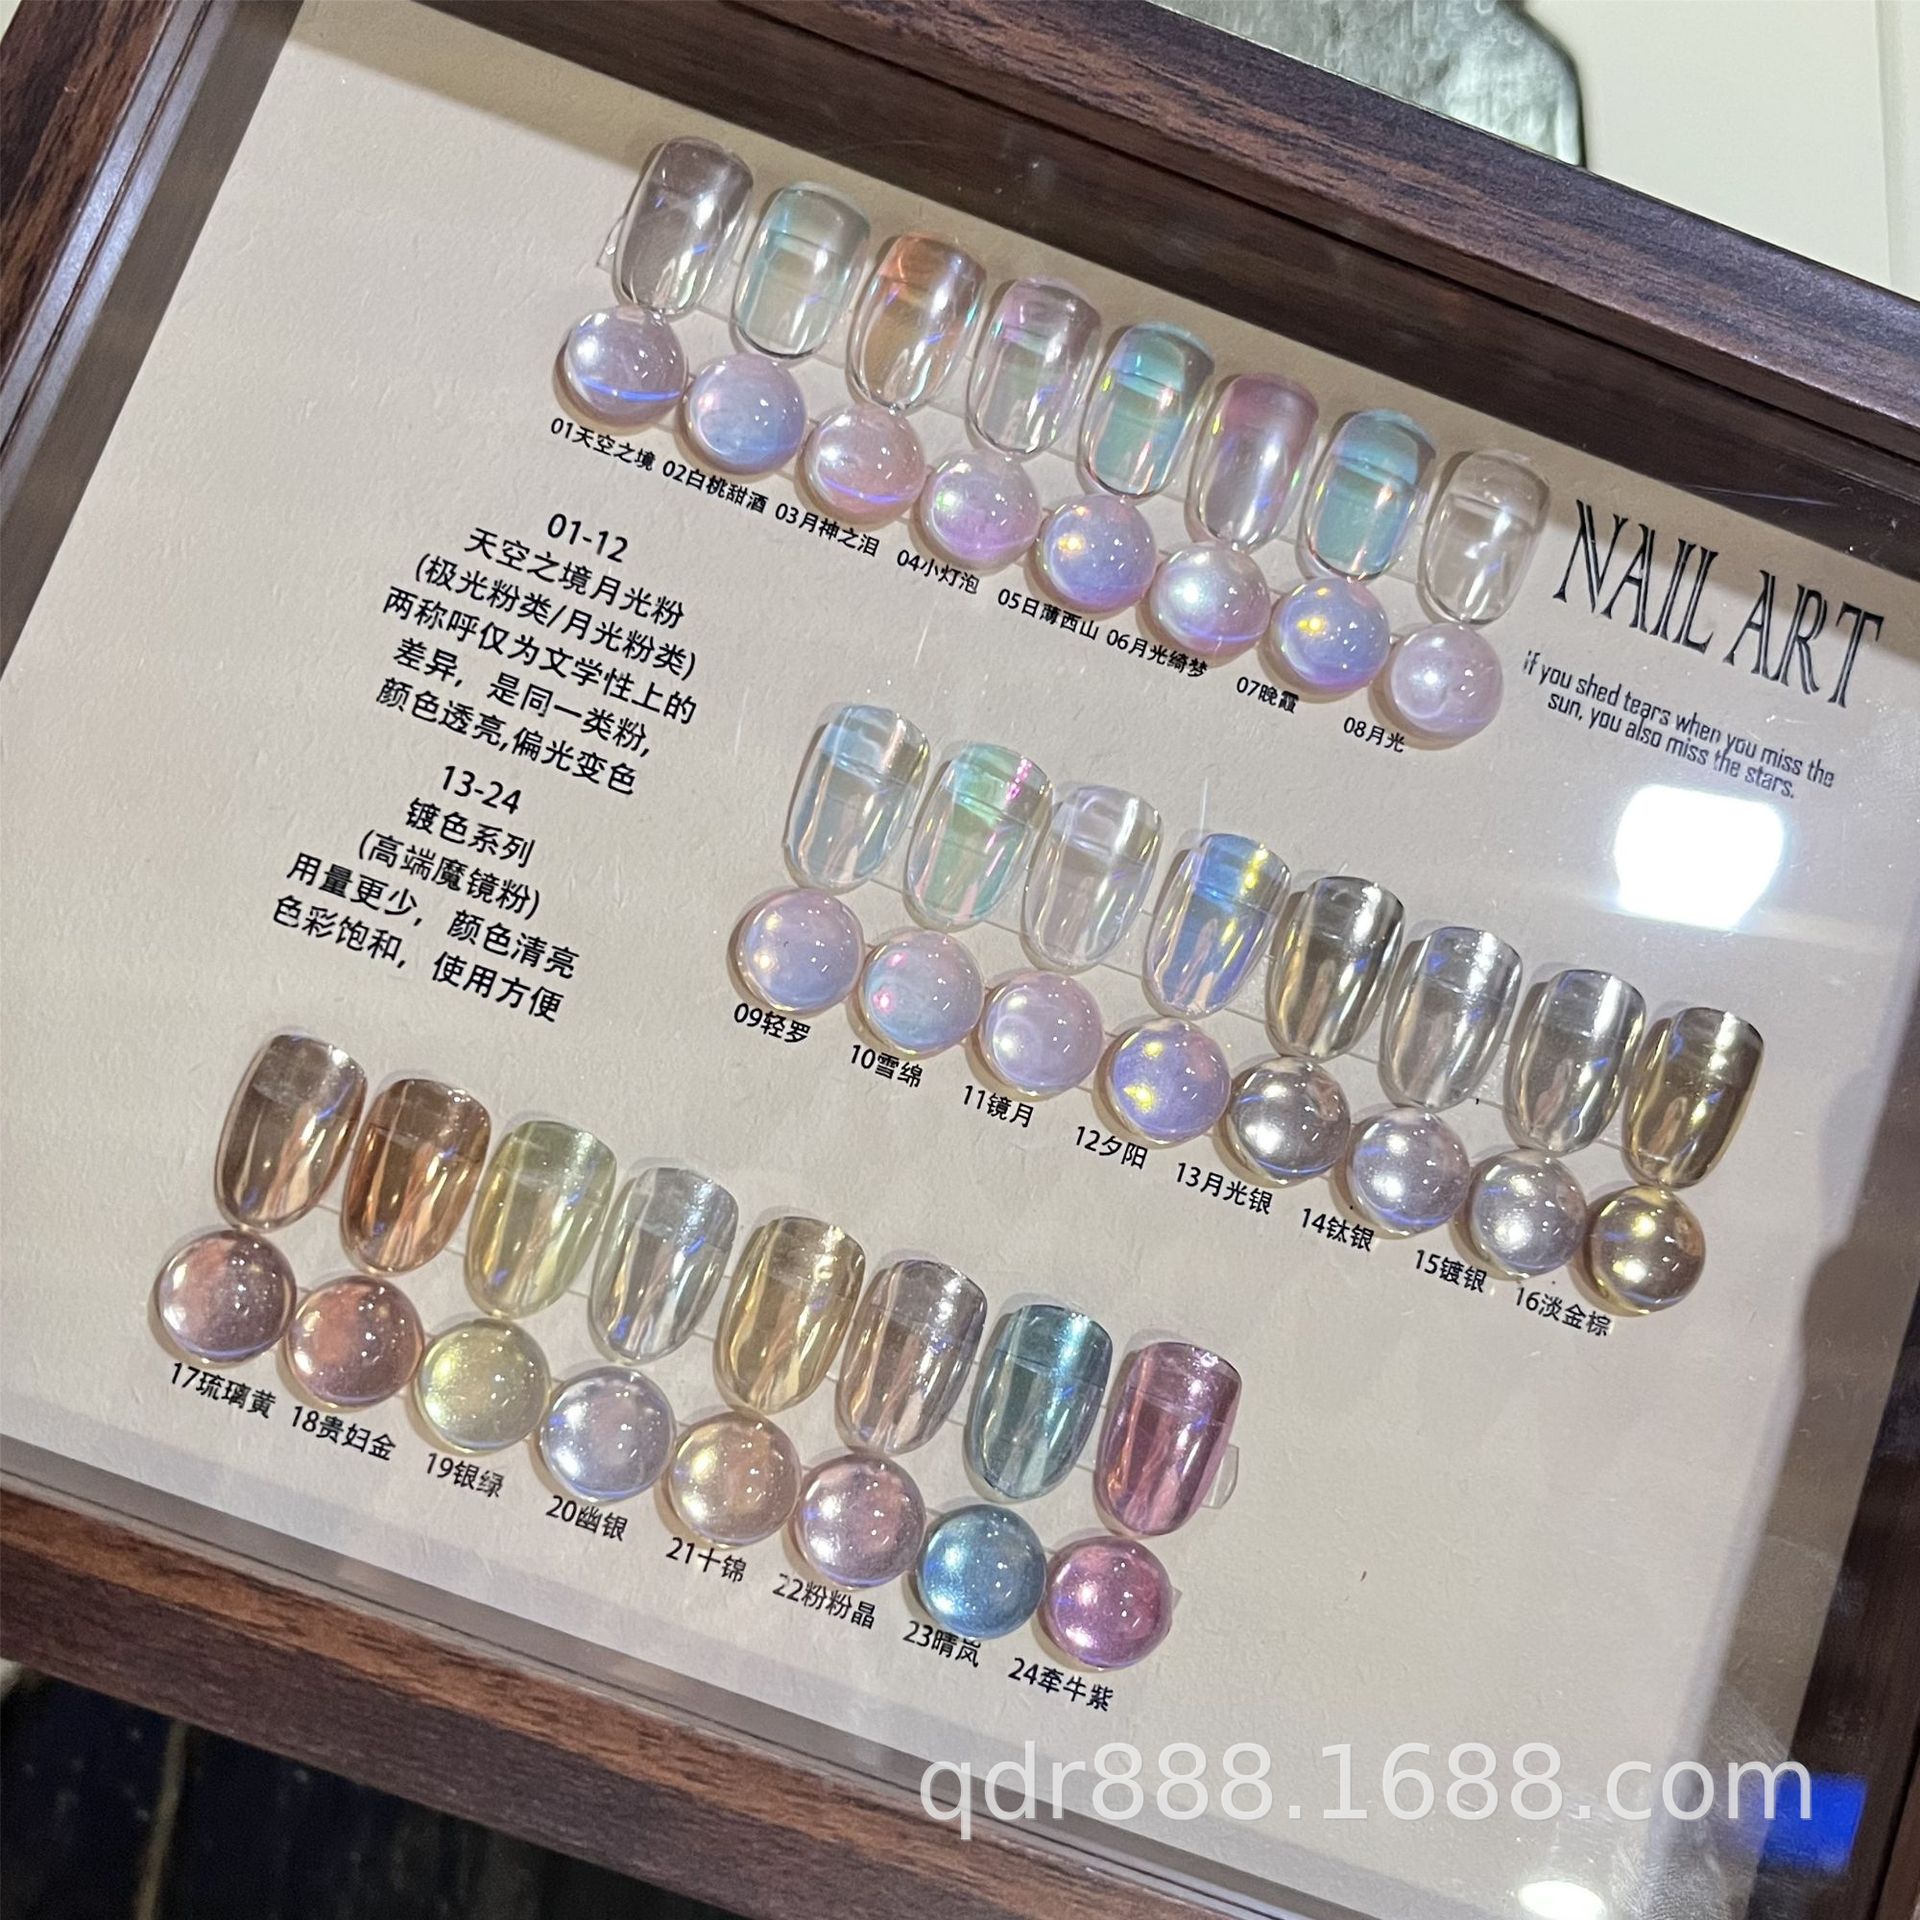 01天空之境 02白桃甜酒 03月神之泪 04小灯泡 05日薄西山 06月光绮梦 07晚霞 08月光
NAIL ART
if you shed tears when you miss the
sun, you also miss the stars.
01-12
天空之境月光粉
(极光粉类/月光粉类)
两称呼仅为文学性上的
差异，是同一类粉，
颜色透亮,偏光变色
13-24
镀色系列
(高端魔镜粉)
用量更少，颜色清亮
色彩饱和，使用方便
09轻罗 10雪绵 11镜月 12夕阳 13月光银 14钛银 15镀银 16淡金棕
17琉璃黄 18贵妇金 19银绿 20幽银 21十锦 22粉粉晶 23晴岚 24牵牛紫
qdr888.1688.com